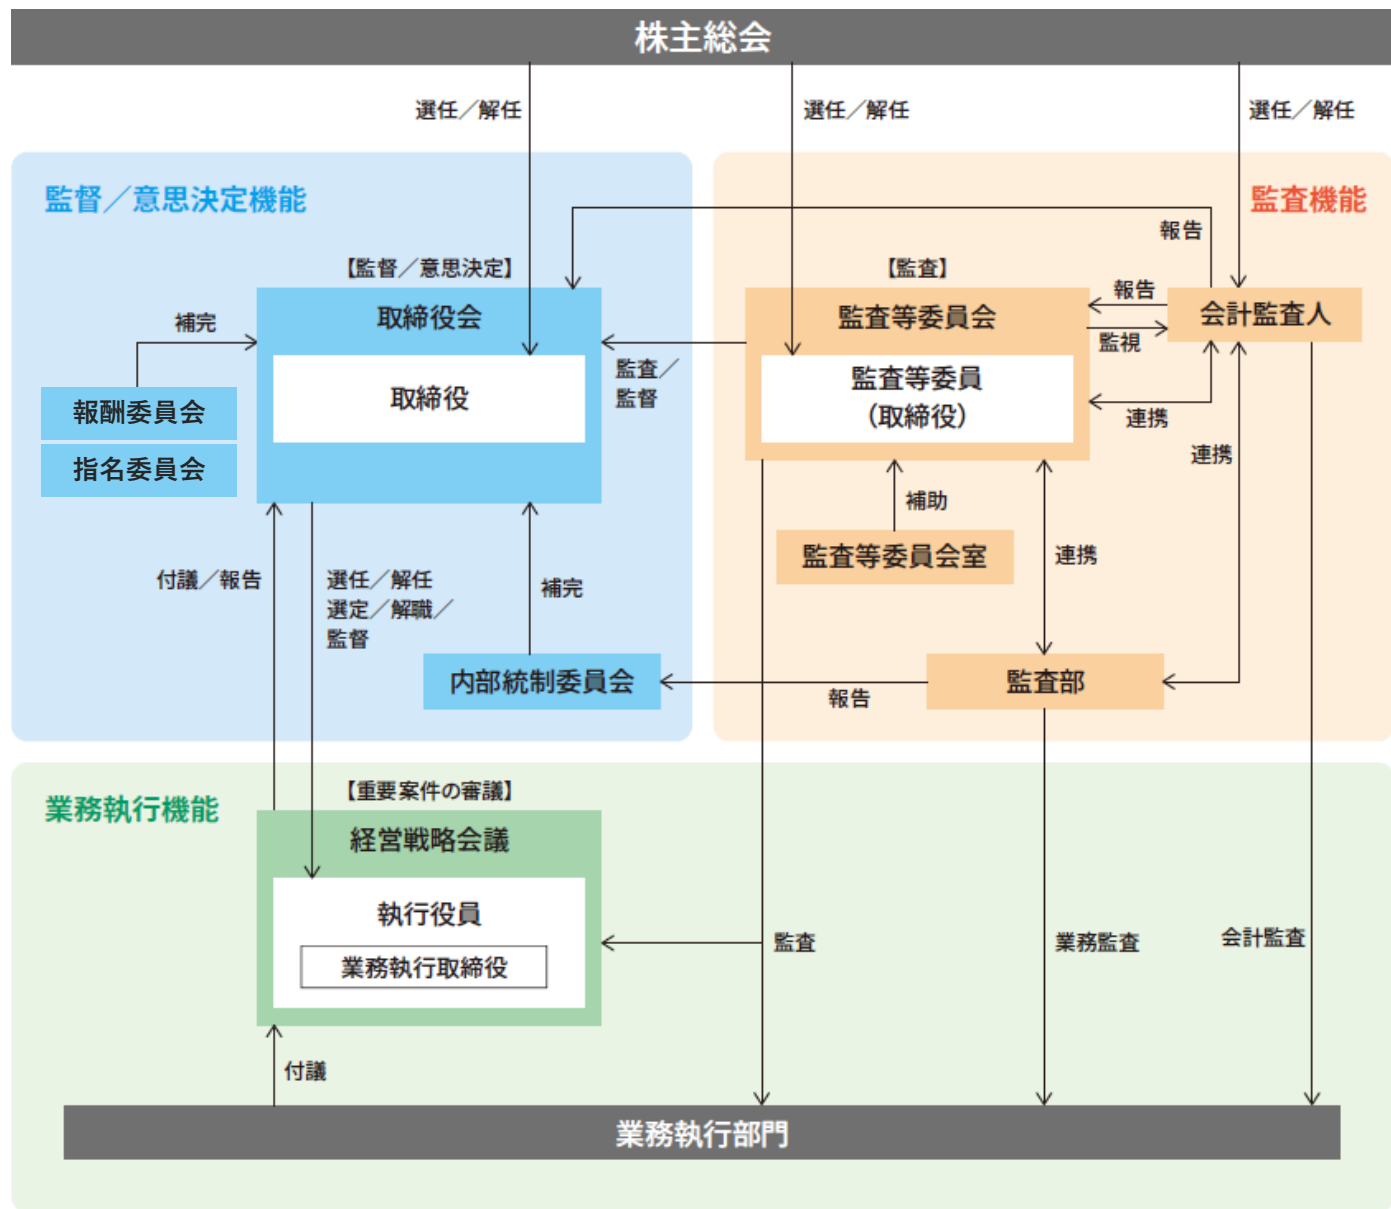 株主総会
選任／解任
選任／解任
選任／解任
監督／意思決定機能
監査機能
報告
【監督／意思決定】
【監査】
取締役会
監査等委員会
報告
会計監査人
補完
監視
取締役
監査／
監督
監査等委員
（取締役）
報酬委員会
連携
指名委員会
連携
補助
付議／報告
選任／解任
選定／解職／
監督
補完
監査等委員会室
連携
内部統制委員会
報告
監査部
業務執行機能
【重要案件の審議】
経営戦略会議
執行役員
業務執行取締役
監査
業務監査
会計監査
付議
業務執行部門